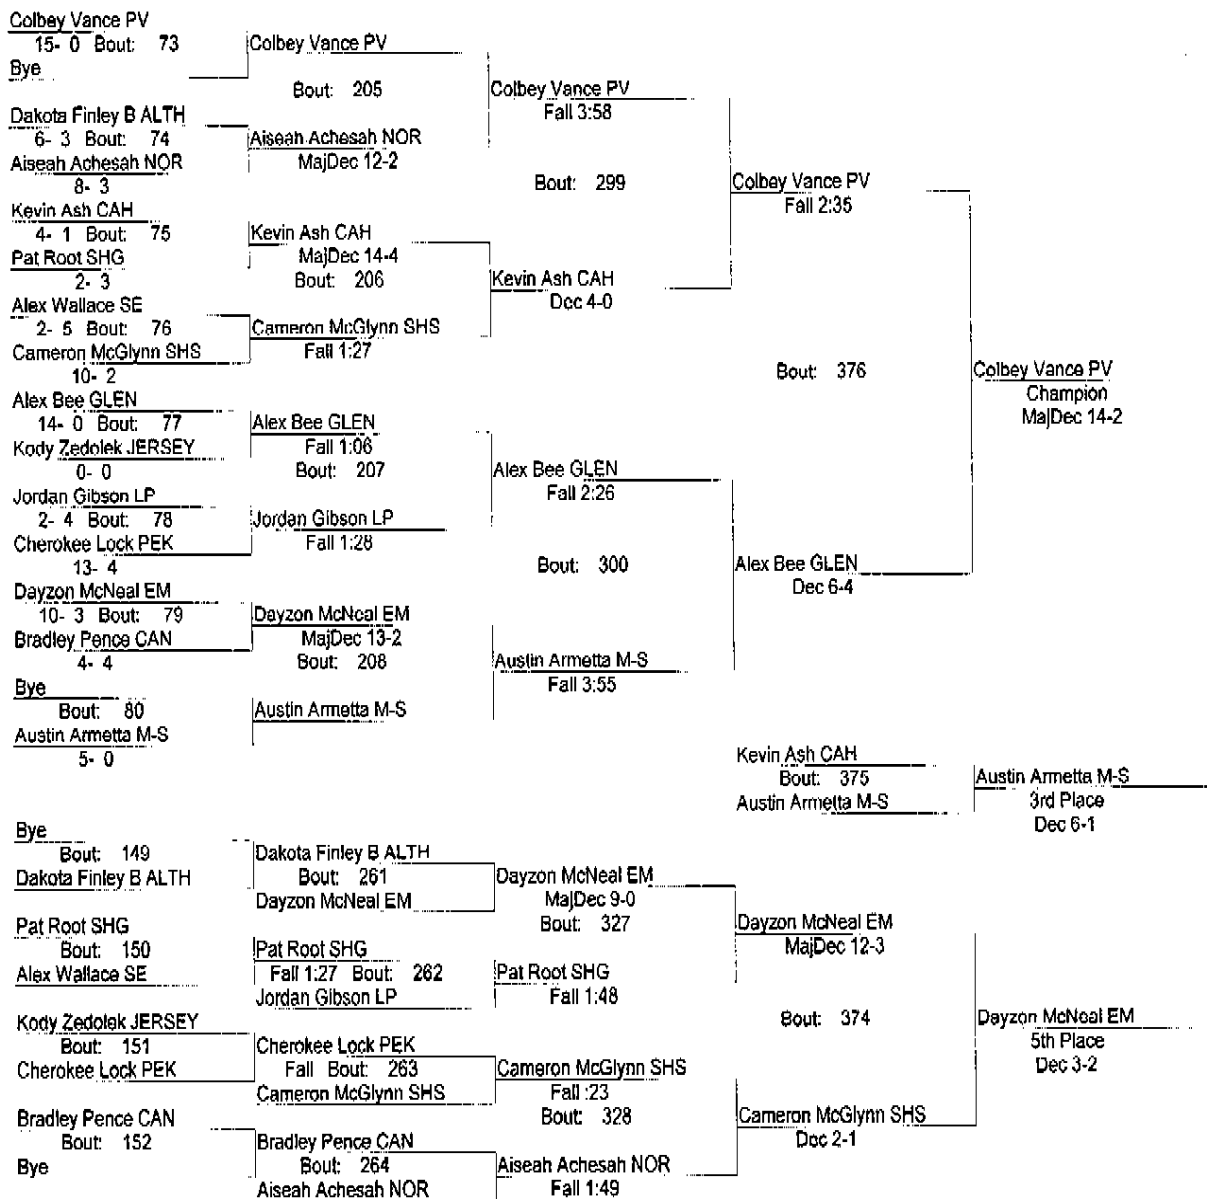 Colbey Vance PV
15- 0 Bout: 73
Bye
Dakota Finley B ALTH
6- 3 Bout: 74
Aiseah Achesah NOR
8- 3
Kevin Ash CAH
4- 1 Bout: 75
Pat Root SHG
2- 3
Alex Wallace SE
2- 5 Bout: 76
Cameron McGlynn SHS
10- 2
Alex Bee GLEN
14- 0 Bout: 77
Kody Zedolek JERSEY
0- 0
Jordan Gibson LP
2- 4 Bout: 78
Cherokee Lock PEK
13- 4
Dayzon McNeal EM
10- 3 Bout: 79
Bradley Pence CAN
4- 4
Bye
Bout: 80
Austin Armetta M-S
5- 0
Colbey Vance PV
Bout: 205
Aiseah Achesah NOR
MajDec 12-2
Kevin Ash CAH
MajDec 14-4
Bout: 206
Cameron McGlynn SHS
Fall 1:27
Alex Bee GLEN
Fall 1:06
Bout: 207
Jordan Gibson LP
Fall 1:28
Dayzon McNeal EM
MajDec 13-2
Bout: 208
Austin Armetta M-S
Colbey Vance PV
Fall 3:58
Bout: 299
Kevin Ash CAH
Dec 4-0
Alex Bee GLEN
Fall 2:26
Bout: 300
Austin Armetta M-S
Fall 3:55
Colbey Vance PV
Fall 2:35
Bout: 376
Alex Bee GLEN
Dec 6-4
Colbey Vance PV
Champion
MajDec 14-2
Kevin Ash CAH
Bout: 375
Austin Armetta M-S
Austin Armetta M-S
3rd Place
Dec 6-1
Bye
Bout: 149
Dakota Finley B ALTH
Pat Root SHG
Bout: 150
Alex Wallace SE
Kody Zedolek JERSEY
Bout: 151
Cherokee Lock PEK
Bradley Pence CAN
Bout: 152
Bye
Dakota Finley B ALTH
Bout: 261
Dayzon McNeal EM
Pat Root SHG
Fall 1:27 Bout: 262
Jordan Gibson LP
Cherokee Lock PEK
Fall Bout: 263
Cameron McGlynn SHS
Bradley Pence CAN
Bout: 264
Aiseah Achesah NOR
Dayzon McNeal EM
MajDec 9-0
Bout: 327
Pat Root SHG
Fall 1:48
Cameron McGlynn SHS
Fall :23
Bout: 328
Aiseah Achesah NOR
Fall 1:49
Dayzon McNeal EM
MajDec 12-3
Bout: 374
Cameron McGlynn SHS
Dec 2-1
Dayzon McNeal EM
5th Place
Dec 3-2